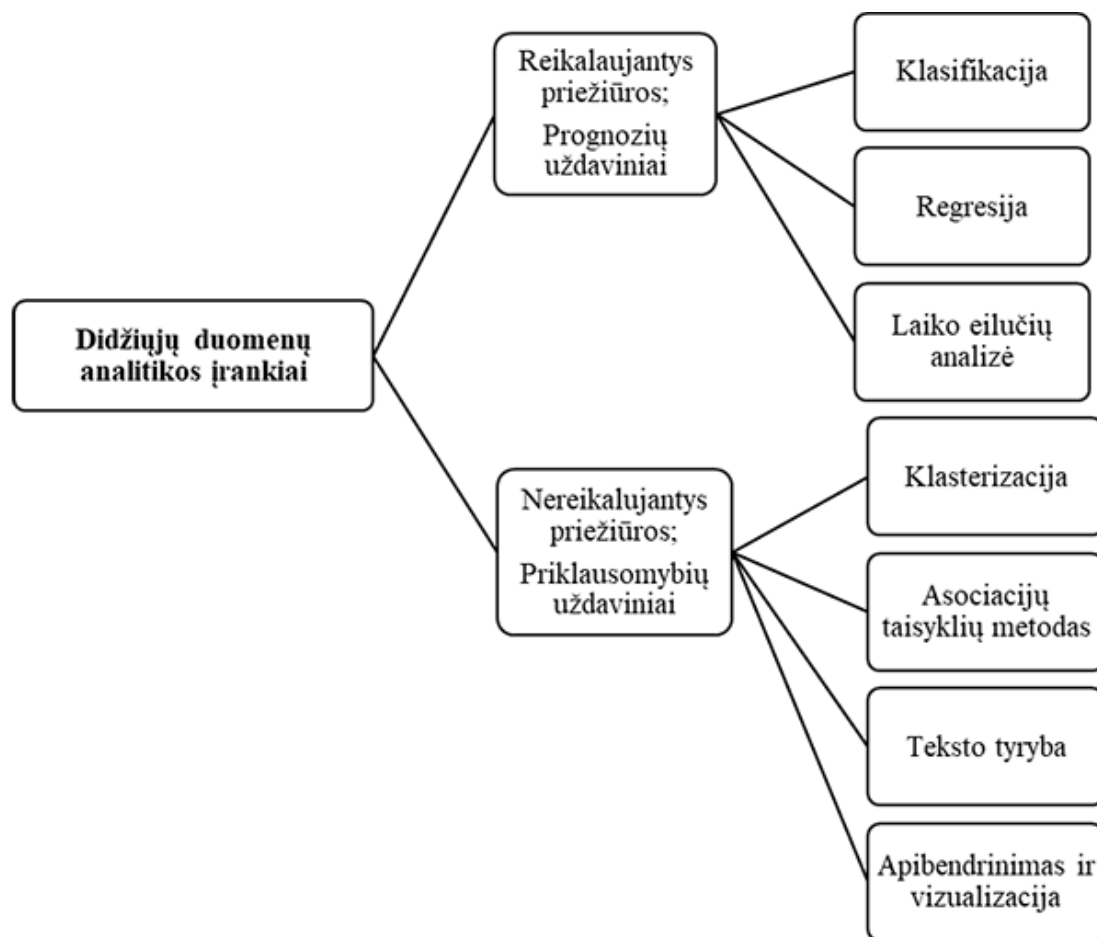 Didžiųjų duomenų
analitikos įrankiai
Reikalaujantys
priežiūros;
Prognozių
uždaviniai
Klasifikacija
Regresija
Laiko eilučių
analizė
Nereikalujantys
priežiūros;
Priklausomybių
uždaviniai
Klasterizacija
Asociacijų
taisyklių metodas
Teksto tyryba
Apibendrinimas ir
vizualizacija